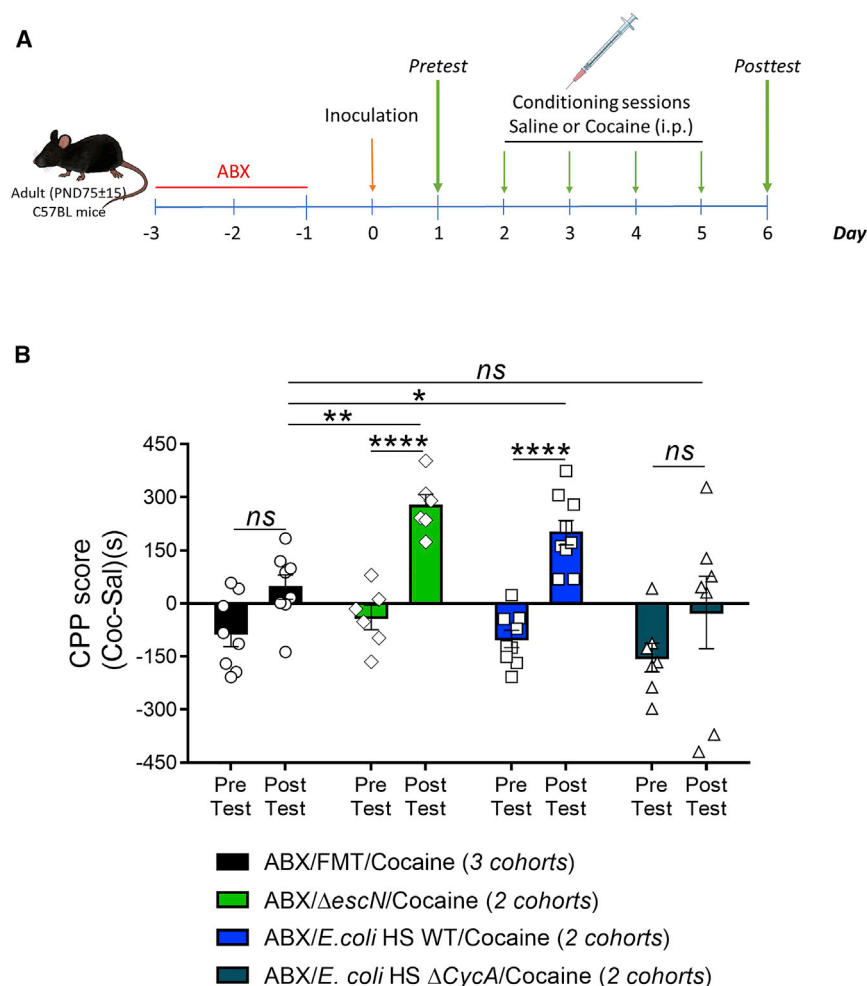 A
Pretest
Posttest
Inoculation
Conditioning sessions
Saline or Cocaine (i.p.)
ABX
Adult (PND75±15)
C57BL mice
-3 -2 -1 0 1 2 3 4 5 6 Day
B
ns
*
**
**** **** ns
ns
450
300
150
0
-150
-300
-450
CPP score
(Coc-Sal)(s)
Pre Post Pre Post Pre Post Pre Post
Test Test Test Test Test Test Test Test
ABX/FMT/Cocaine (3 cohorts)
ABX/ΔescN/Cocaine (2 cohorts)
ABX/E.coli HS WT/Cocaine (2 cohorts)
ABX/E. coli HS ΔCycA/Cocaine (2 cohorts)